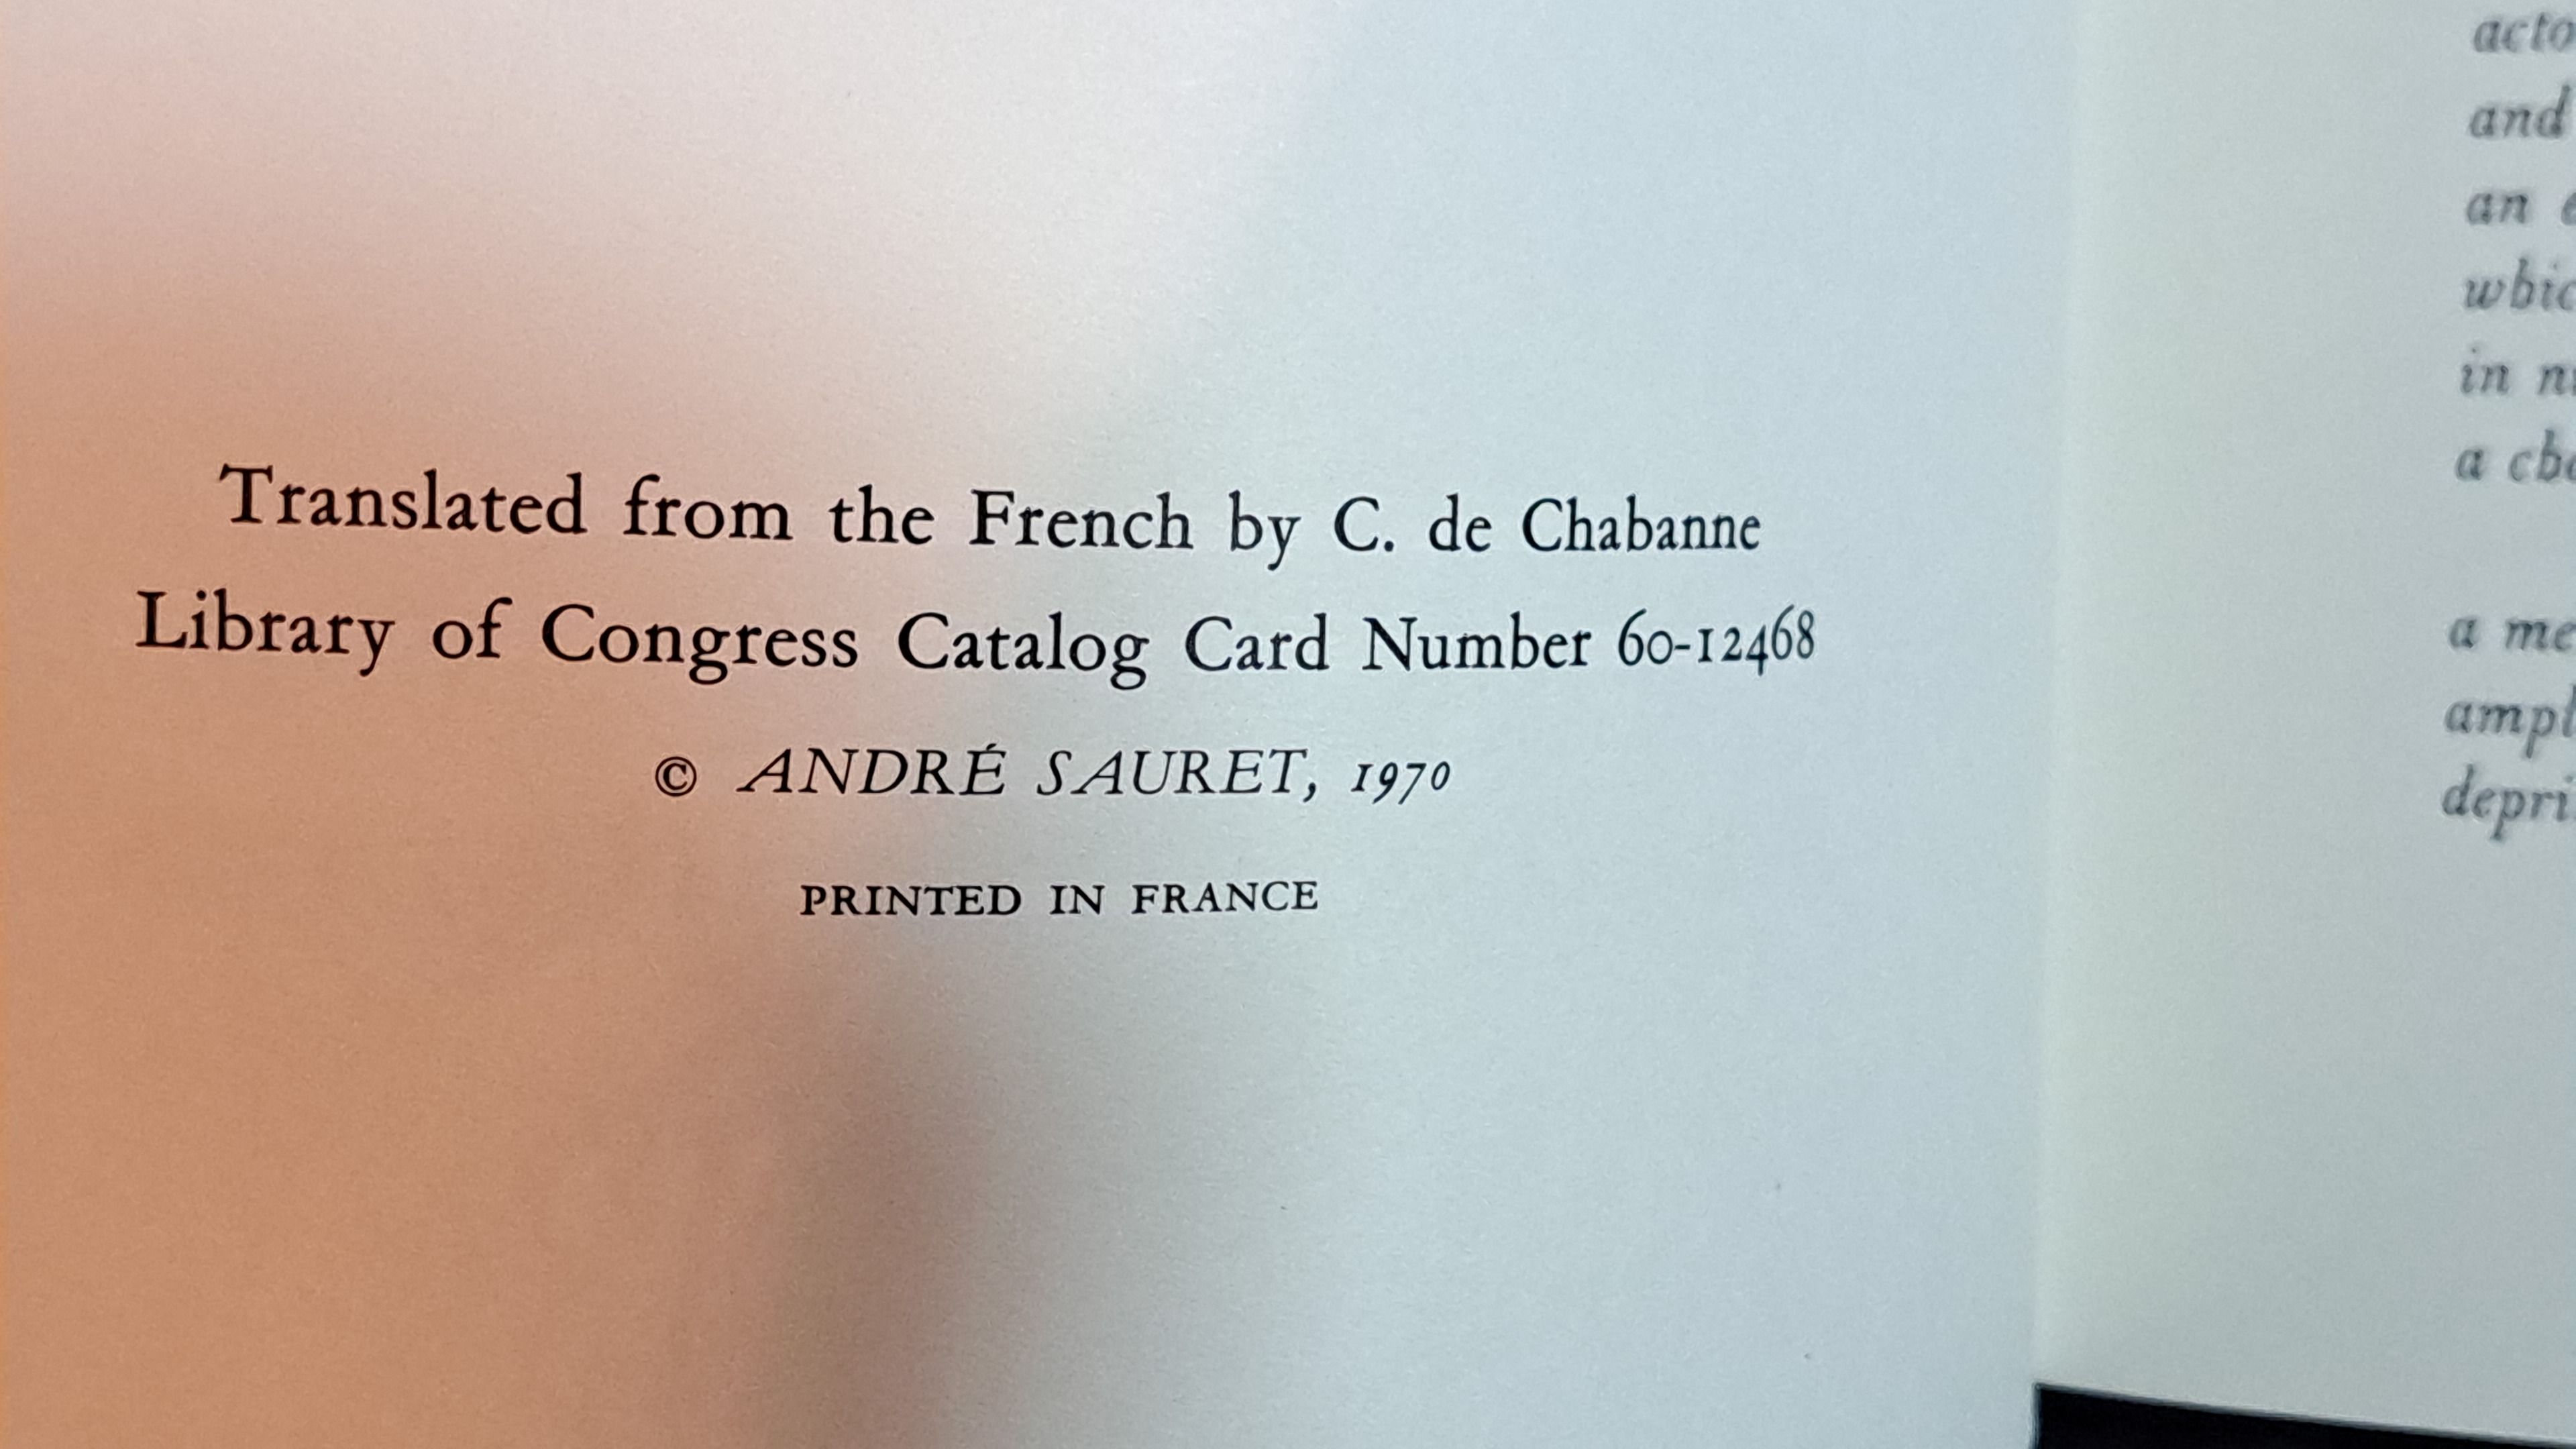 Translated from the French by C. de Chabanne
Library of Congress Catalog Card Number 60-12468
© ANDRÉ SAURET, 1970
PRINTED IN FRANCE
and
an
in
a
a